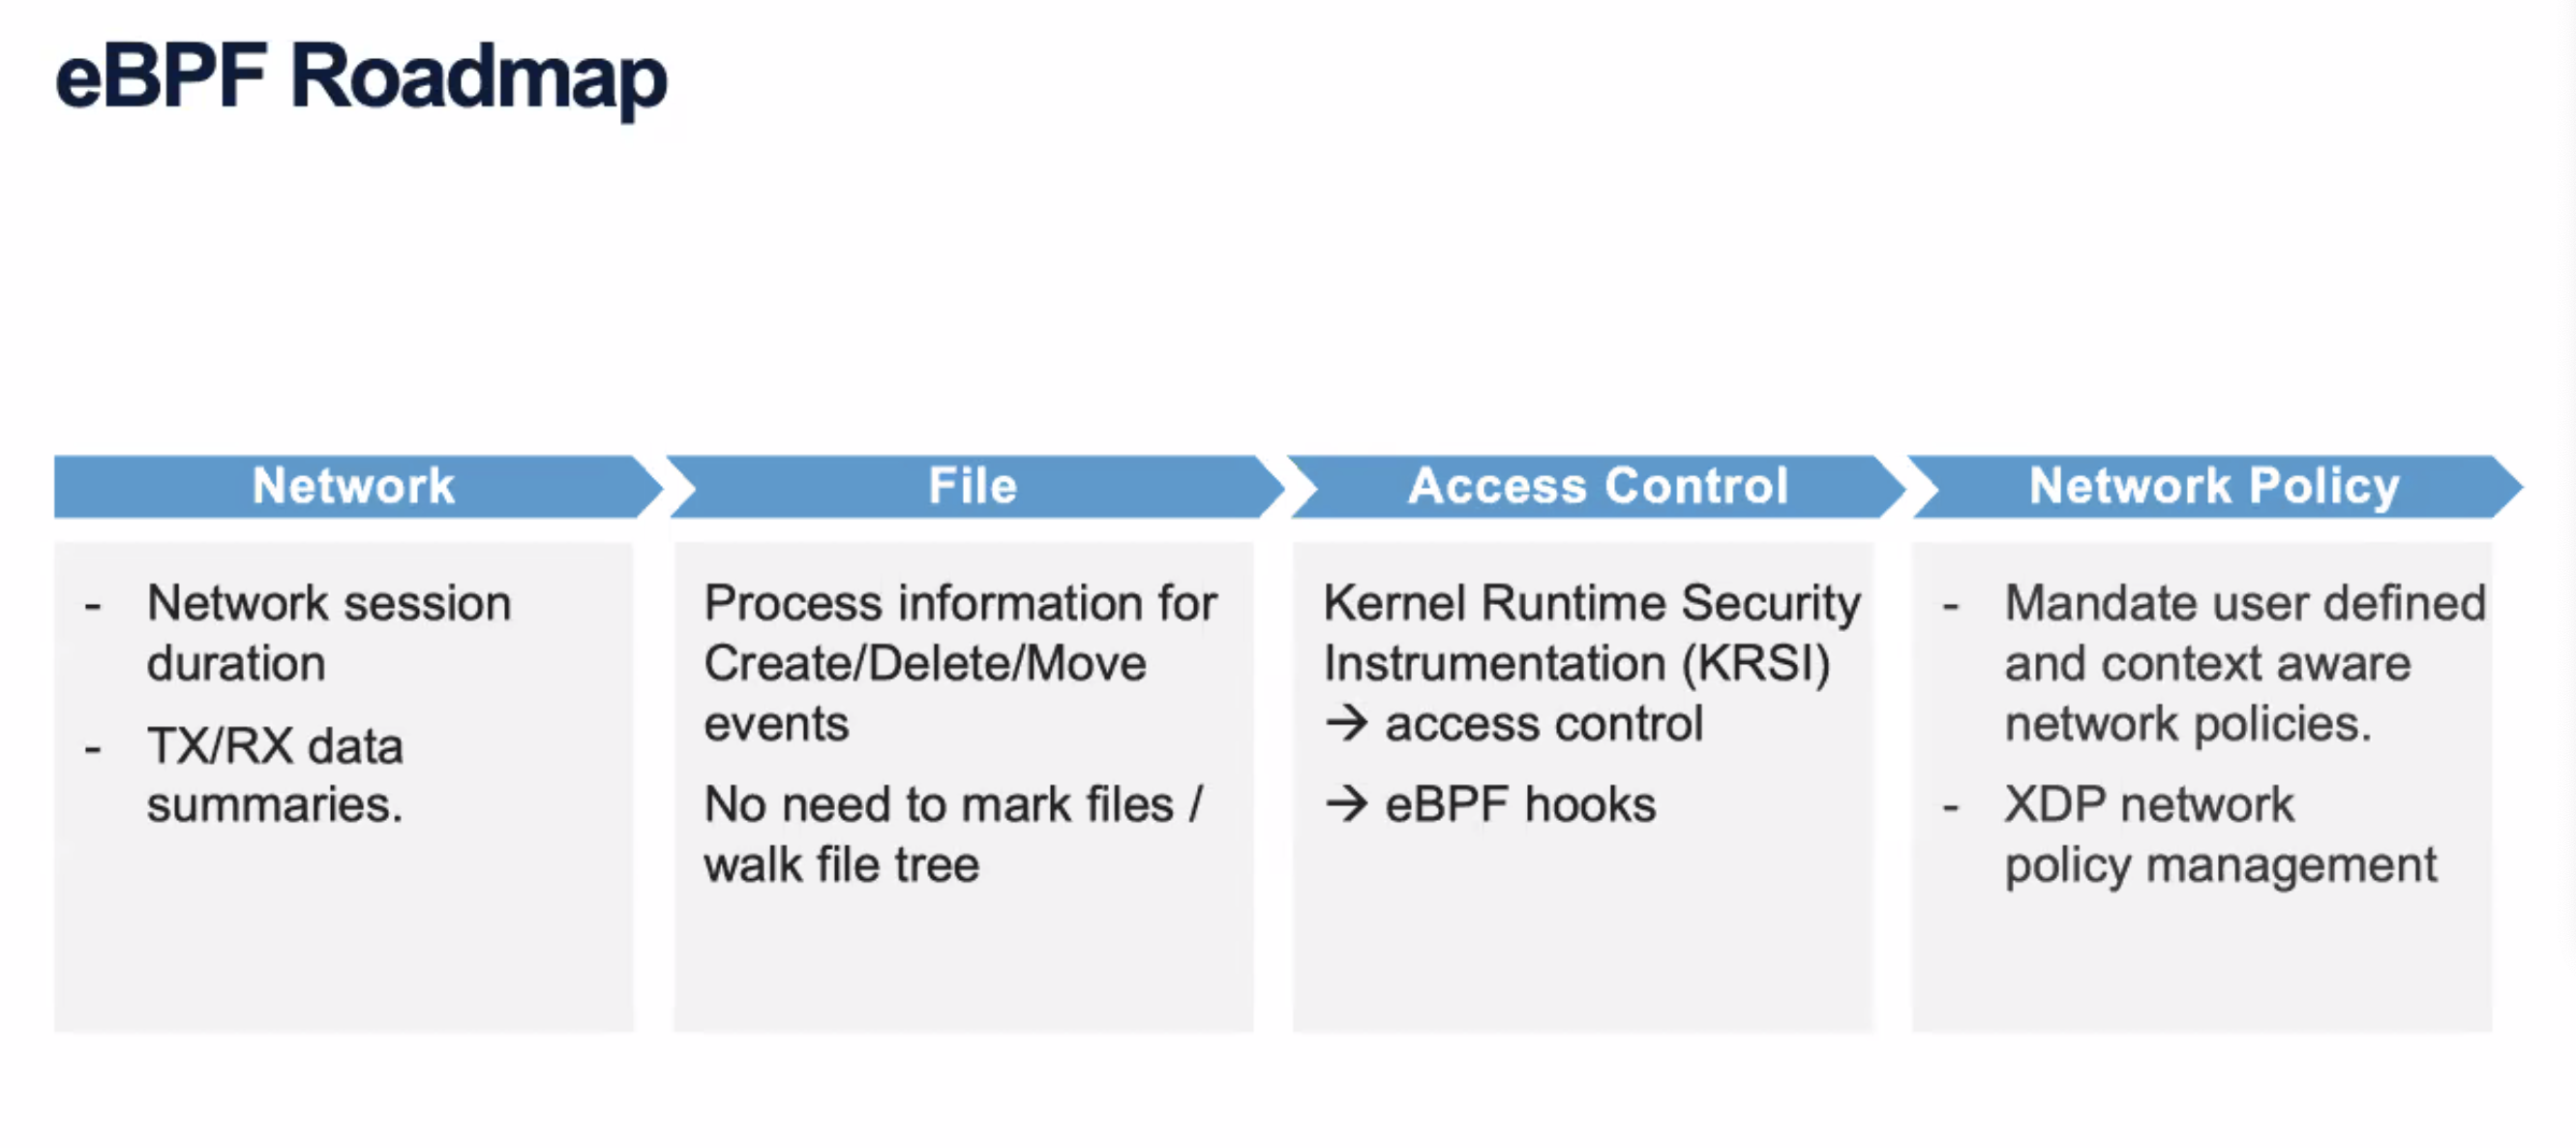 eBPF Roadmap
Network
- Network session
duration
- TX/RX data
summaries.
File
Process information for
Create/Delete/Move
events
No need to mark files /
walk file tree
Access Control
Kernel Runtime Security
Instrumentation (KRSI)
→ access control
→ eBPF hooks
Network Policy
- Mandate user defined
and context aware
network policies.
- XDP network
policy management